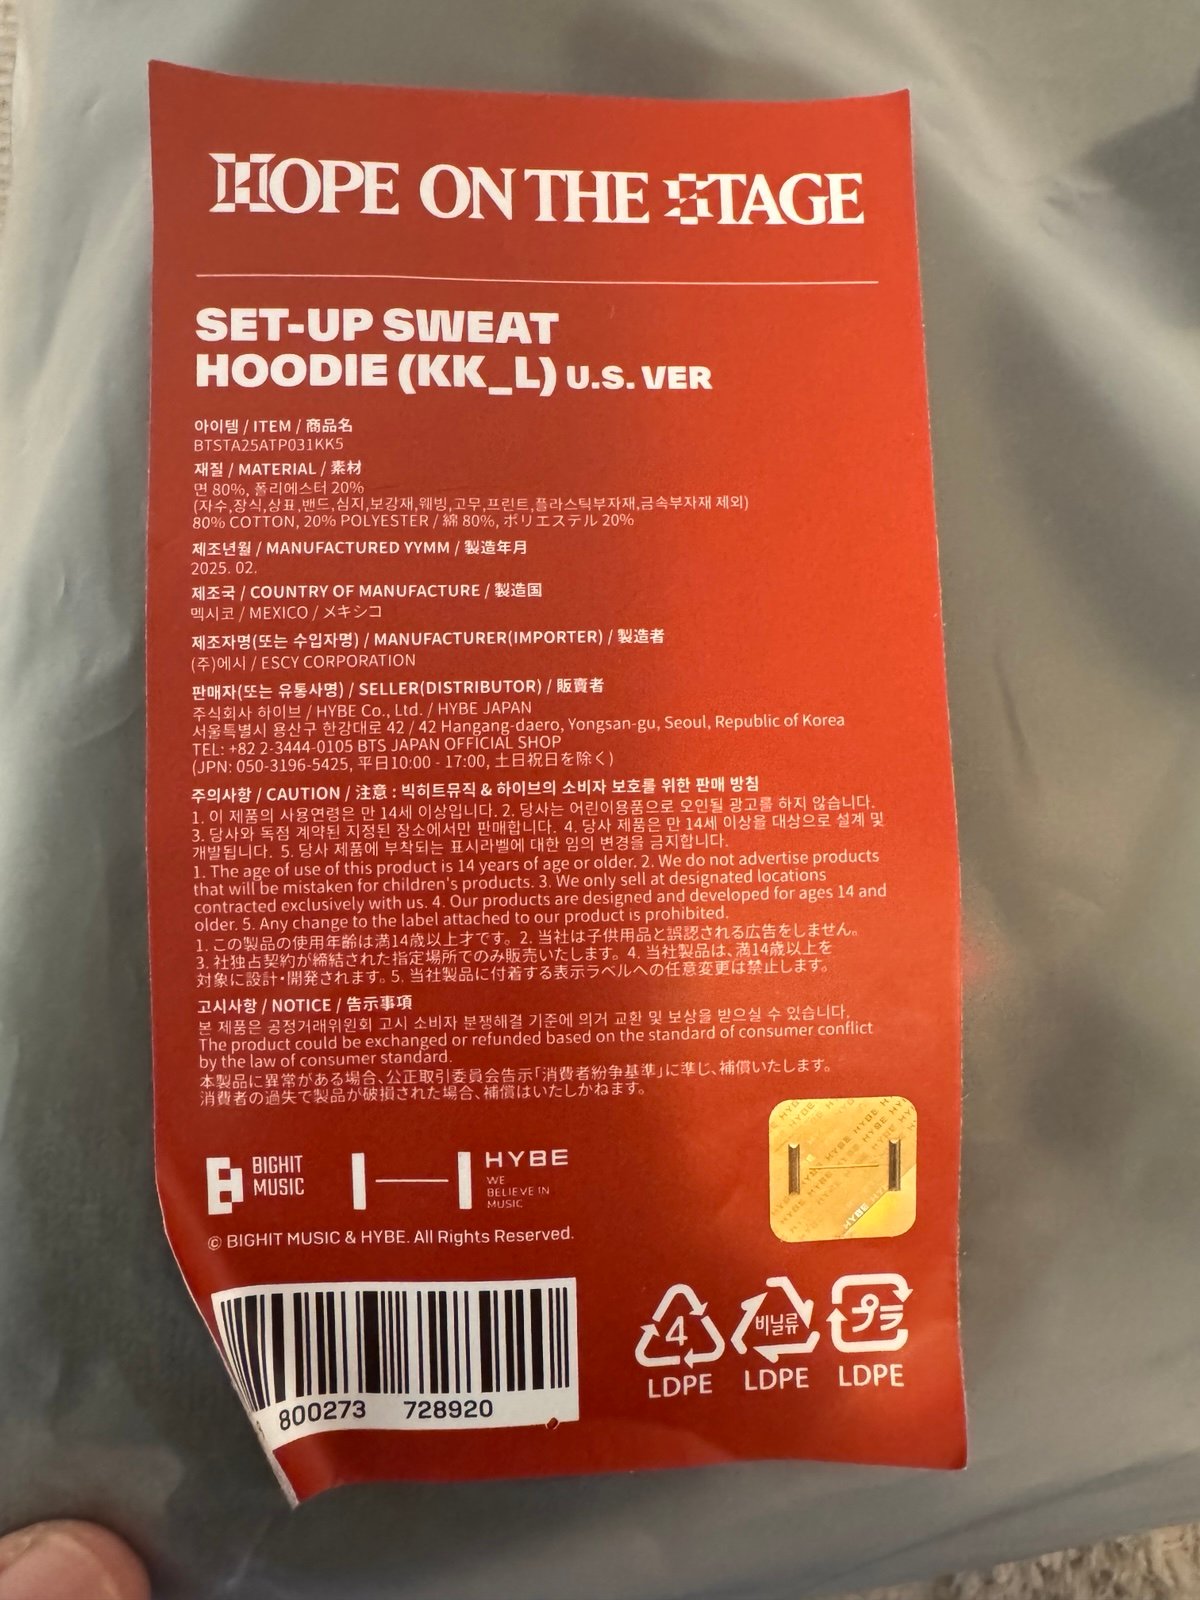 HOPE ON THE STAGE
SET-UP SWEAT
HOODIE (KK_L) U.S. VER
아이템 / ITEM / 商品名
BTSTA25ATP031KK5
재질 / MATERIAL / 素材
면 80%, 폴리에스터 20%
(자수,장식,상표,밴드,심지,보강재,웨빙,고무,프린트,플라스틱부자재,금속부자재 제외)
80% COTTON, 20% POLYESTER / 綿 80%, ポリエステル 20%
제조년월 / MANUFACTURED YYMM / 製造年月
2025. 02.
제조국 / COUNTRY OF MANUFACTURE / 製造国
멕시코 / MEXICO / メキシコ
제조자명(또는 수입자명) / MANUFACTURER(IMPORTER) / 製造者
(주)에시 / ESCY CORPORATION
판매자(또는 유통사명) / SELLER(DISTRIBUTOR) / 販賣者
주식회사 하이브 / HYBE Co., Ltd. / HYBE JAPAN
서울특별시 용산구 한강대로 42 / 42 Hangang-daero, Yongsan-gu, Seoul, Republic of Korea
TEL: +82 2-3444-0105 BTS JAPAN OFFICIAL SHOP
(JPN: 050-3196-5425, 平日10:00 - 17:00, 土日祝日を除く)
주의사항 / CAUTION / 注意 : 빅히트뮤직 & 하이브의 소비자 보호를 위한 판매 방침
1. 이 제품의 사용연령은 만 14세 이상입니다. 2. 당사는 어린이용품으로 오인될 광고를 하지 않습니다.
3. 당사와 독점 계약된 지정된 장소에서만 판매합니다. 4. 당사 제품은 만 14세 이상을 대상으로 설계 및
개발됩니다. 5. 당사 제품에 부착되는 표시라벨에 대한 임의 변경을 금지합니다.
1. The age of use of this product is 14 years of age or older. 2. We do not advertise products
that will be mistaken for children's products. 3. We only sell at designated locations
contracted exclusively with us. 4. Our products are designed and developed for ages 14 and
older. 5. Any change to the label attached to our product is prohibited.
1. この製品の使用年齢は満14歳以上才です。2. 当社は子供用品と誤認される広告をしません。
3. 社独占契約が締結された指定場所でのみ販売いたします。4. 当社製品は、満14歳以上を
対象に設計・開発されます。5. 当社製品に付着する表示ラベルへの任意変更は禁止します。
고시사항 / NOTICE / 告示事項
본 제품은 공정거래위원회 고시 소비자 분쟁해결 기준에 의거 교환 및 보상을 받으실 수 있습니다.
The product could be exchanged or refunded based on the standard of consumer conflict
by the law of consumer standard.
本製品に異常がある場合、公正取引委員会告示「消費者紛争基準」に準じ、補償いたします。
消費者の過失で製品が破損された場合、補償はいたしかねます。
BIGHIT
MUSIC
HYBE
WE
BELIEVE IN
MUSIC
© BIGHIT MUSIC & HYBE. All Rights Reserved.
800273 728920
4
LDPE
비닐류
LDPE
プラ
LDPE